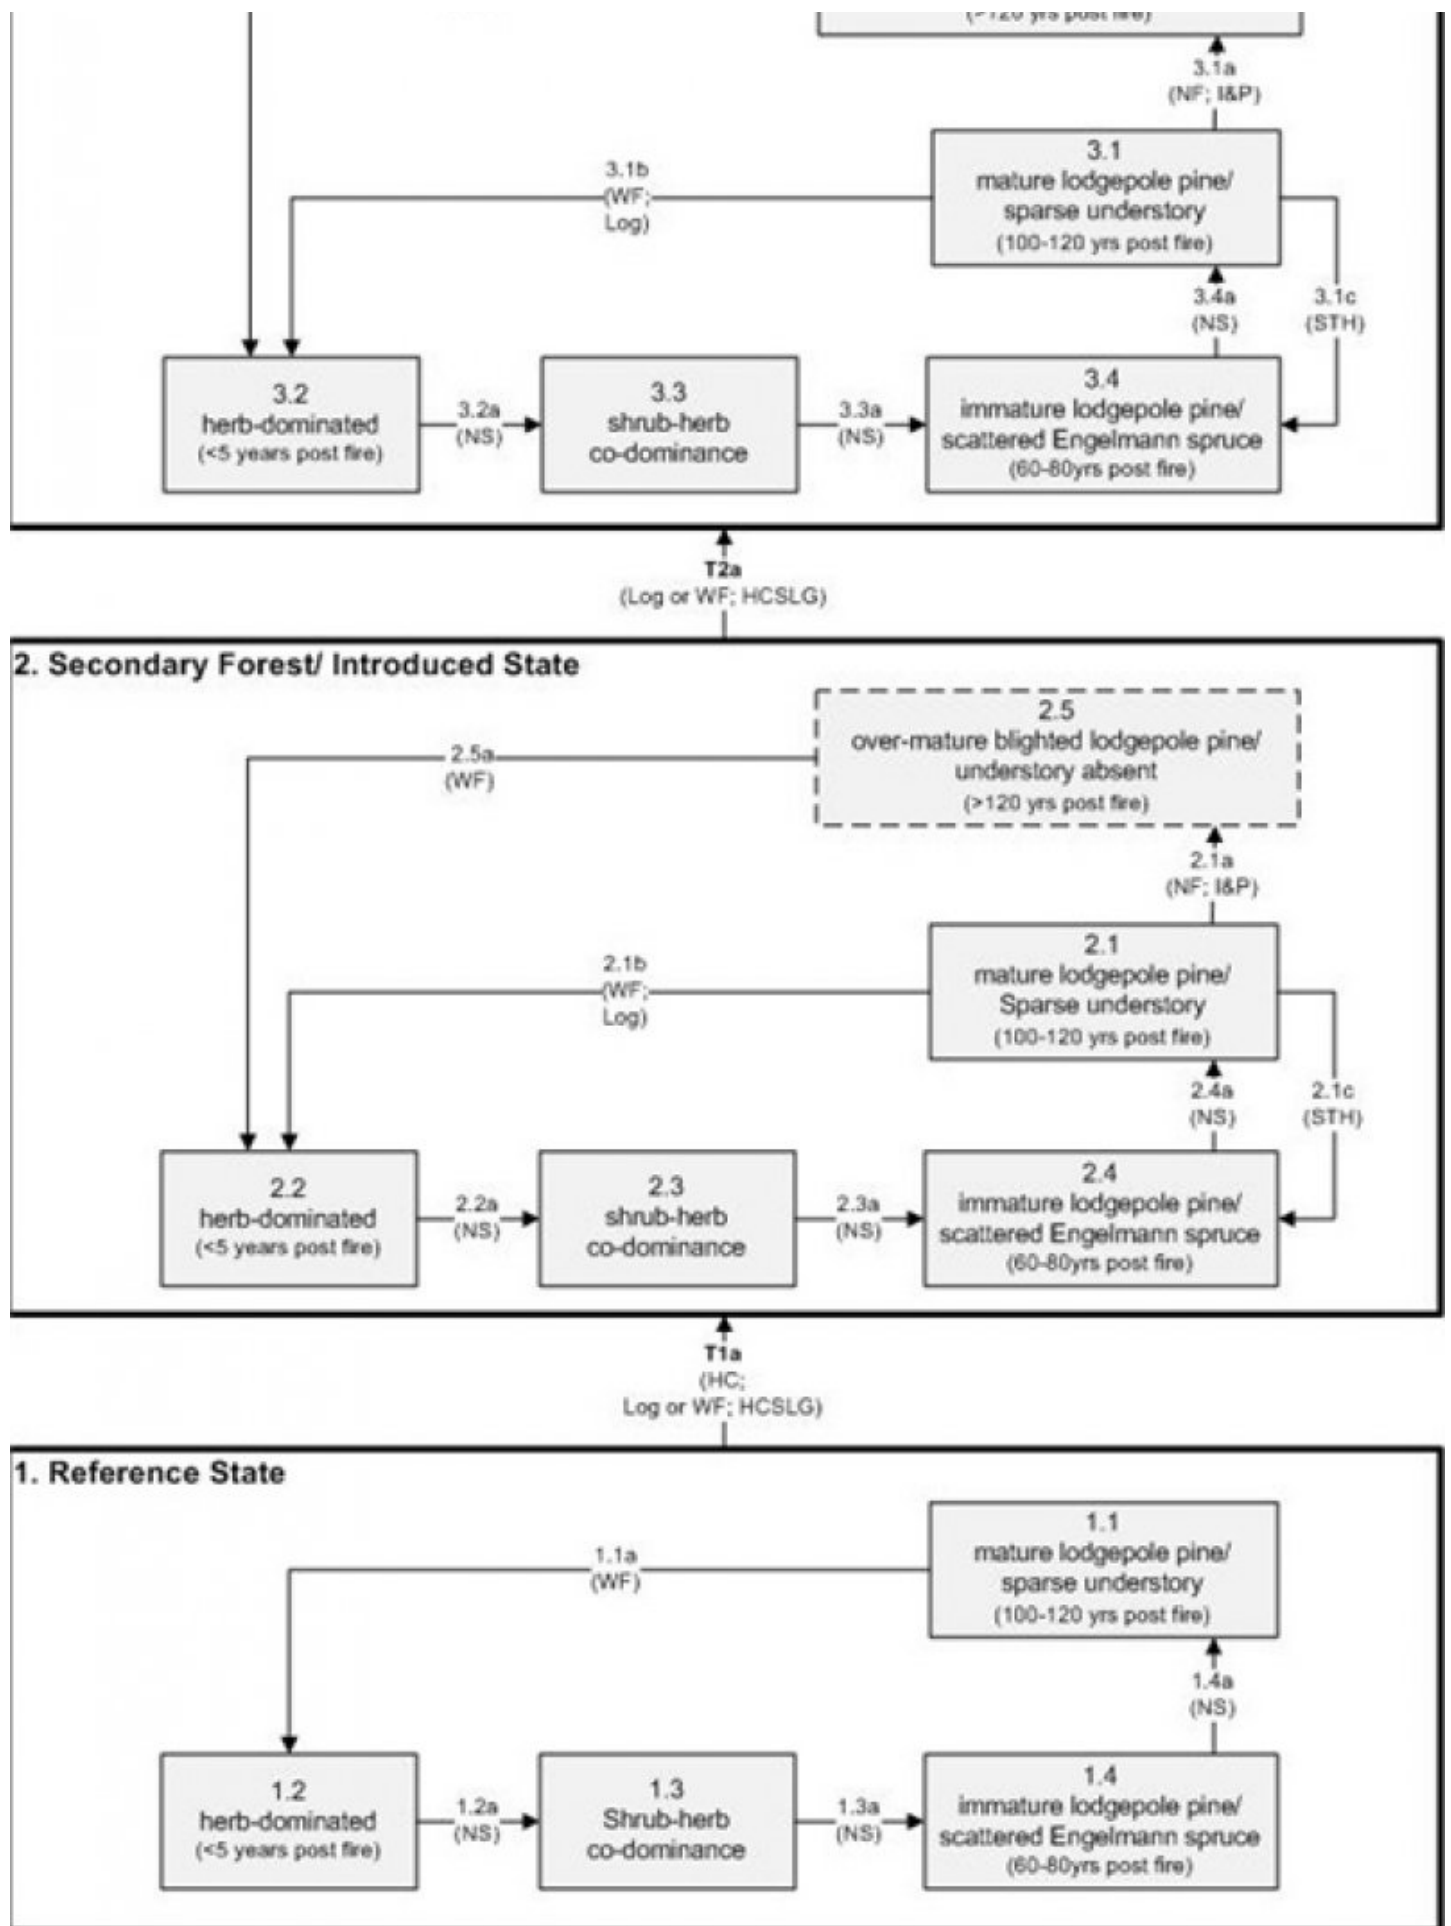 (>120 yrs post fire)
3.1a
(NF; I&P)
3.1
mature lodgepole pine/
sparse understory
(100-120 yrs post fire)
3.1b
(WF;
Log)
3.4a
(NS)
3.1c
(STH)
3.2
herb-dominated
(<5 years post fire)
3.2a
(NS)
3.3
shrub-herb
co-dominance
3.3a
(NS)
3.4
immature lodgepole pine/
scattered Engelmann spruce
(60-80yrs post fire)
T2a
(Log or WF; HCSLG)
2. Secondary Forest/ Introduced State
2.5
over-mature blighted lodgepole pine/
understory absent
(>120 yrs post fire)
2.5a
(WF)
2.1a
(NF; I&P)
2.1
mature lodgepole pine/
Sparse understory
(100-120 yrs post fire)
2.1b
(WF;
Log)
2.4a
(NS)
2.1c
(STH)
2.2
herb-dominated
(<5 years post fire)
2.2a
(NS)
2.3
shrub-herb
co-dominance
2.3a
(NS)
2.4
immature lodgepole pine/
scattered Engelmann spruce
(60-80yrs post fire)
T1a
(HC;
Log or WF; HCSLG)
1. Reference State
1.1
mature lodgepole pine/
sparse understory
(100-120 yrs post fire)
1.1a
(WF)
1.4a
(NS)
1.2
herb-dominated
(<5 years post fire)
1.2a
(NS)
1.3
Shrub-herb
co-dominance
1.3a
(NS)
1.4
immature lodgepole pine/
scattered Engelmann spruce
(60-80yrs post fire)